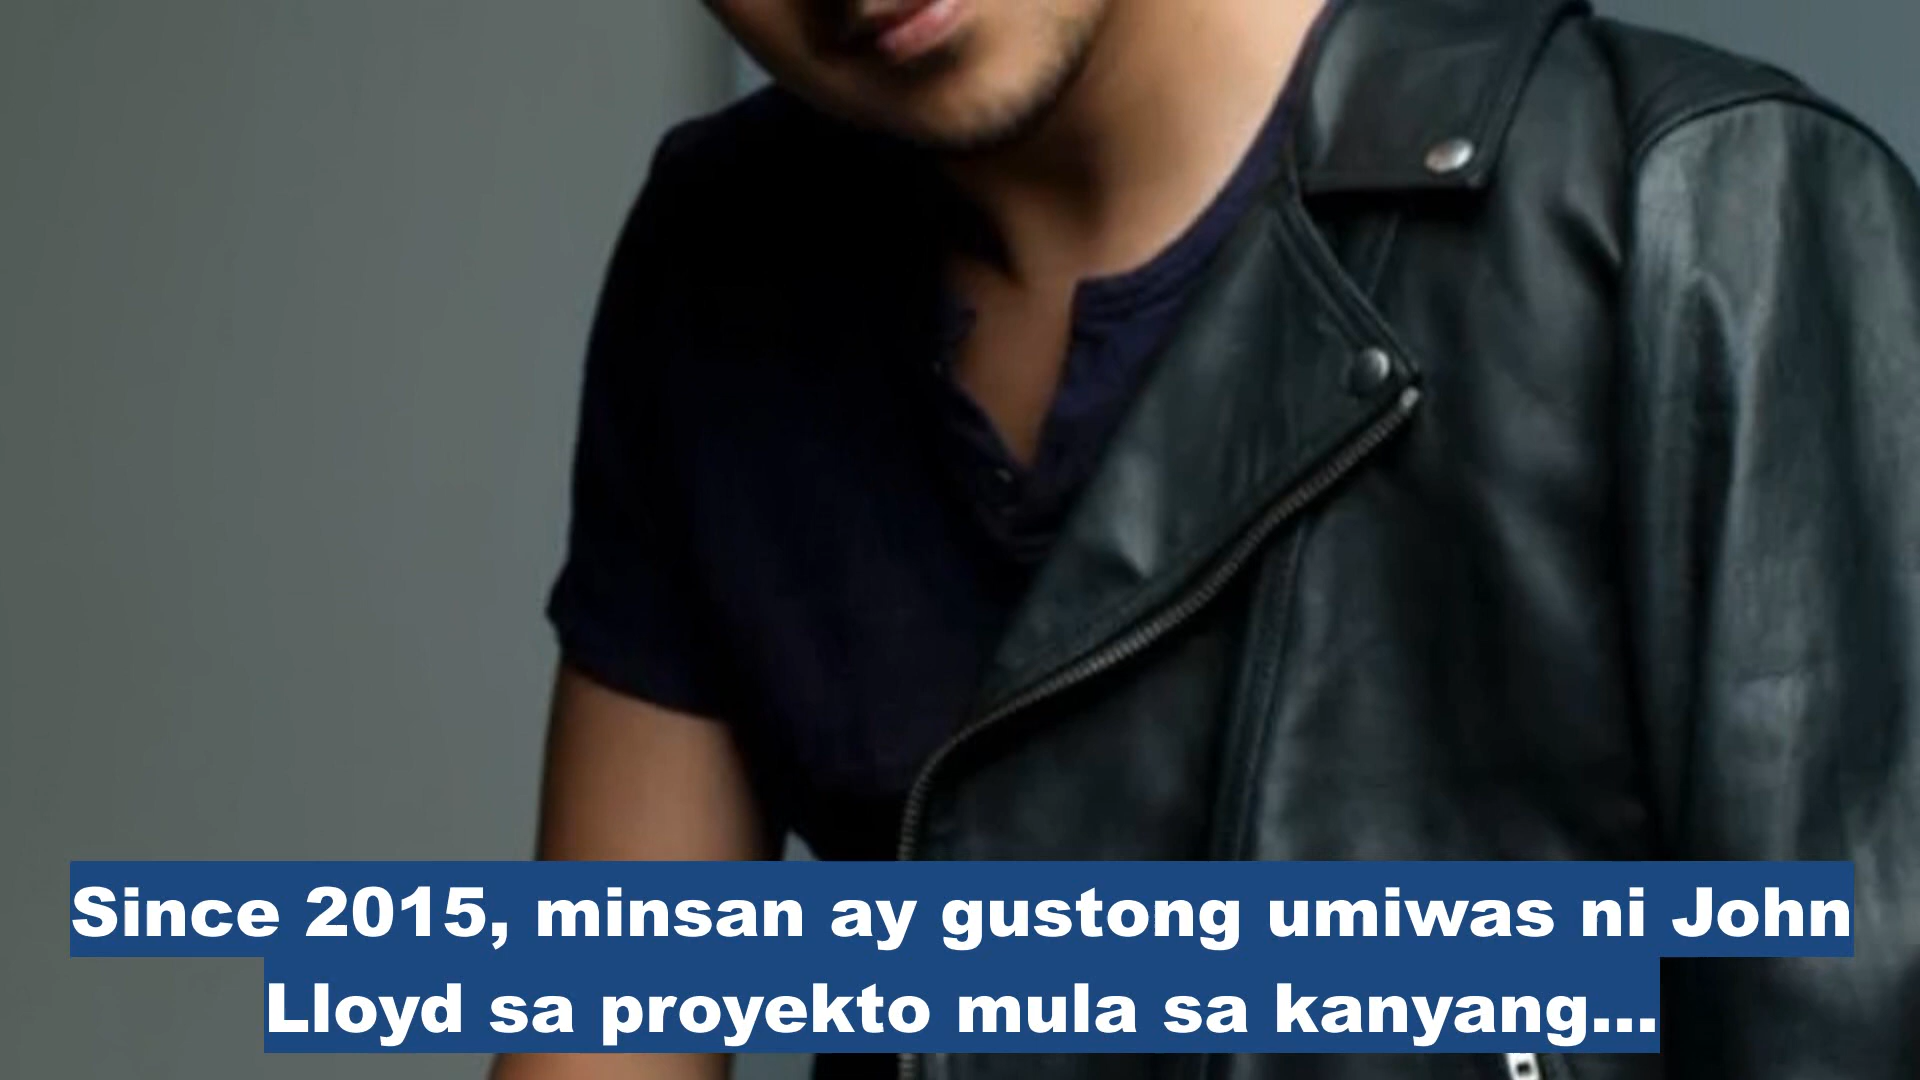 Since 2015, minsan ay gustong umiwas ni John
Lloyd sa proyekto mula sa kanyang...